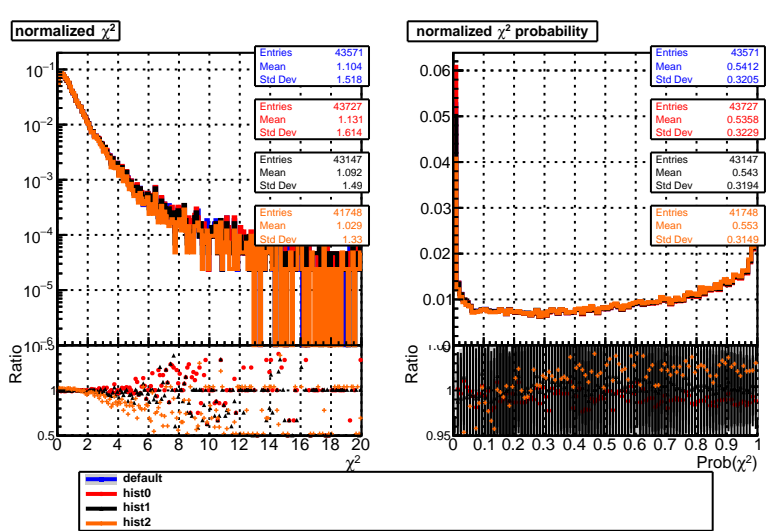 normalized χ²
normalized χ² probability
Entries 43571
Mean 1.104
Std Dev 1.518
Entries 43727
Mean 1.131
Std Dev 1.614
Entries 43147
Mean 1.092
Std Dev 1.49
Entries 41748
Mean 1.029
Std Dev 1.33
10⁻¹
10⁻²
10⁻³
10⁻⁴
10⁻⁵
Ratio
1
0.5
0 2 4 6 8 10 12 14 16 18 20
χ²
Entries 43571
Mean 0.5412
Std Dev 0.3205
Entries 43727
Mean 0.5358
Std Dev 0.3229
Entries 43147
Mean 0.543
Std Dev 0.3194
Entries 41748
Mean 0.553
Std Dev 0.3149
0.06
0.05
0.04
0.03
0.02
0.01
Ratio
1
0.95
0 0.1 0.2 0.3 0.4 0.5 0.6 0.7 0.8 0.9 1
Prob(χ²)
default
hist0
hist1
hist2